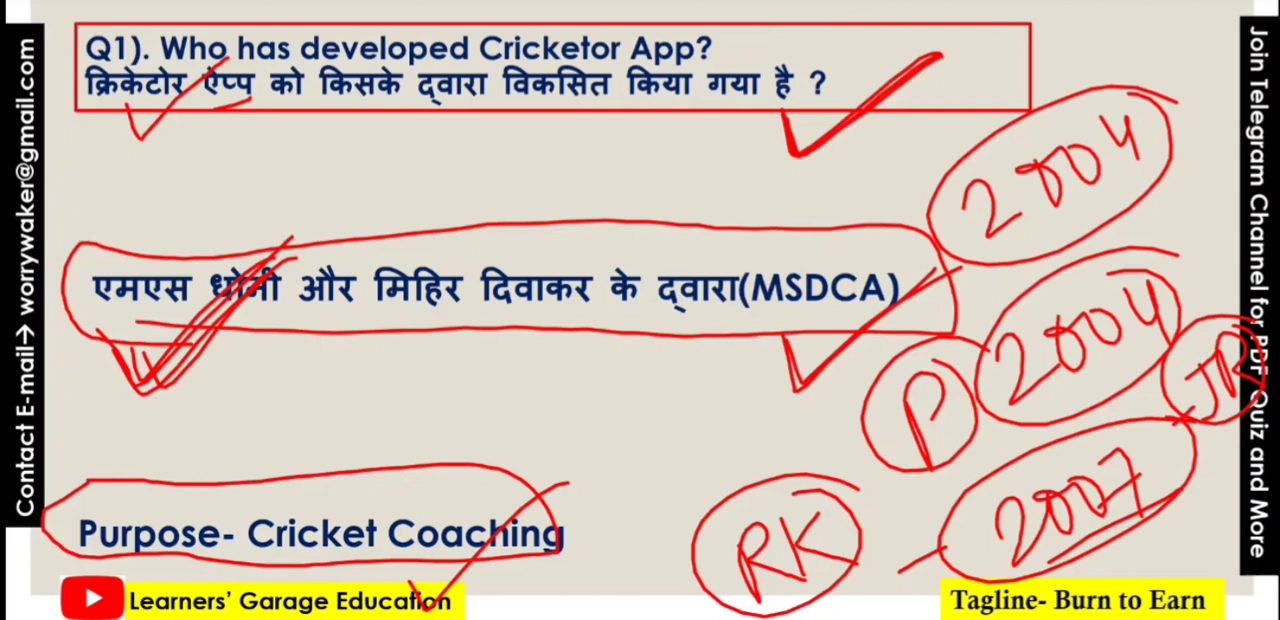 Q1). Who has developed Cricketor App?
क्रिकेटोर ऐप्प को किसके द्वारा विकसित किया गया है ?
2004
एमएस धोनी और मिहिर दिवाकर के द्वारा(MSDCA)
2004
JR
P
2007
RK
Purpose- Cricket Coaching
Learners’ Garage Education
Tagline- Burn to Earn
Contact E-mail→ worrywaker@gmail.com
Join Telegram Channel for PDF Quiz and More